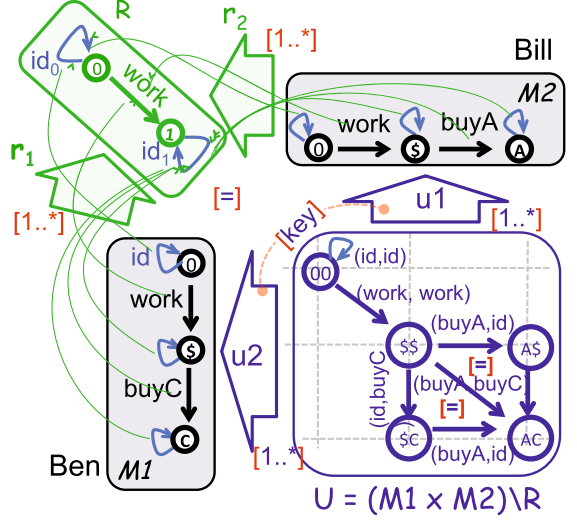 R
r2
[1..*]
Bill
id0
0
work
1
id1
M2
work
buyA
0
$
A
r1
[1..*]
[=]
u1
[1..*]
[key]
id
0
work
$
buyC
C
Ben
M1
u2
[1..*]
00
(id,id)
(work, work)
(buyA,id)
$$
A$
[=]
(id,buyC)
(buyA,buyC)
[=]
$C
AC
(buyA,id)
U = (M1 x M2)\R